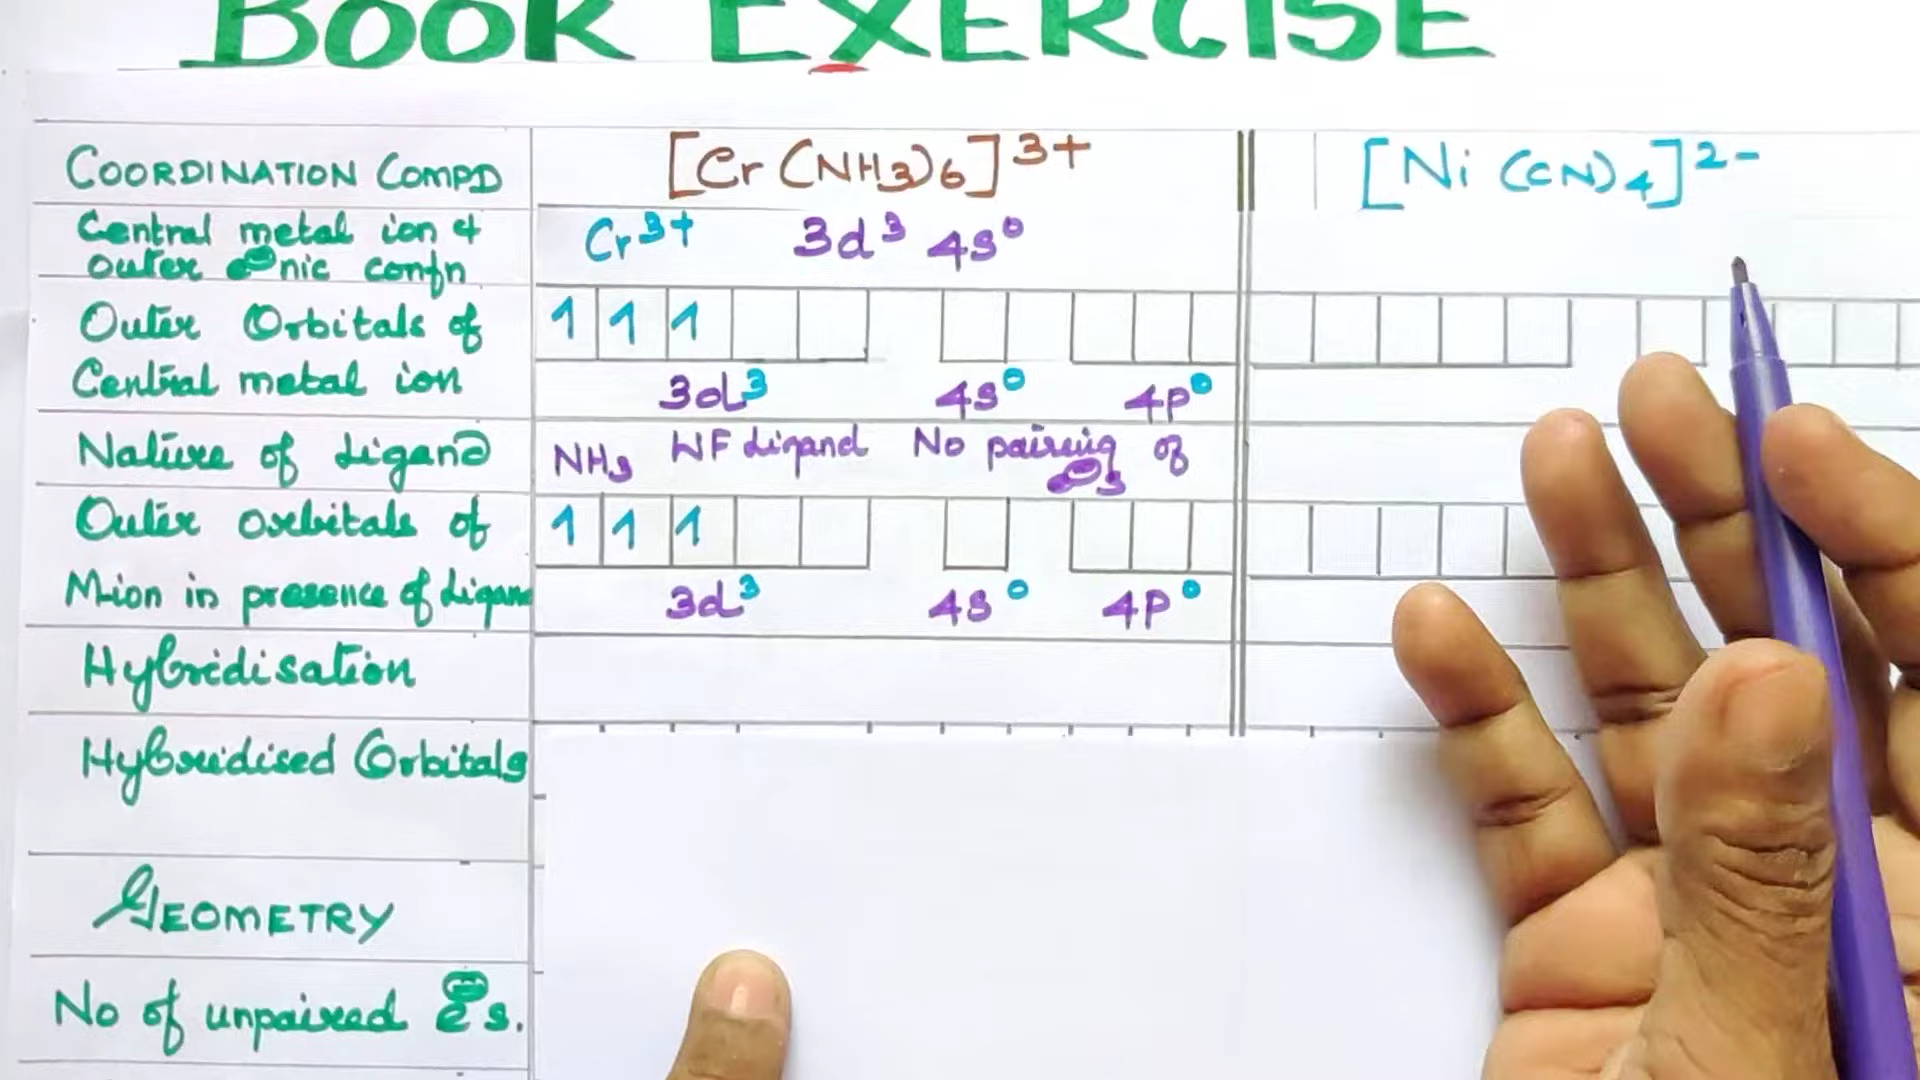 BOOK EXERCISE
COORDINATION COMPD
[Cr (NH3)6]3+
[Ni (CN)4]2-
Central metal ion &
outer enic confn
Cr3+ 3d3 4s0
Outer Orbitals of
Central metal ion
1 1 1
3d3 4s0 4p0
Nature of Ligand
NH3 WF Ligand No pairing of
es
Outer orbitals of
M-ion in presence of Ligand
1 1 1
3d3 4s0 4p0
Hybridisation
Hybridised Orbitals
GEOMETRY
No of unpaired es.